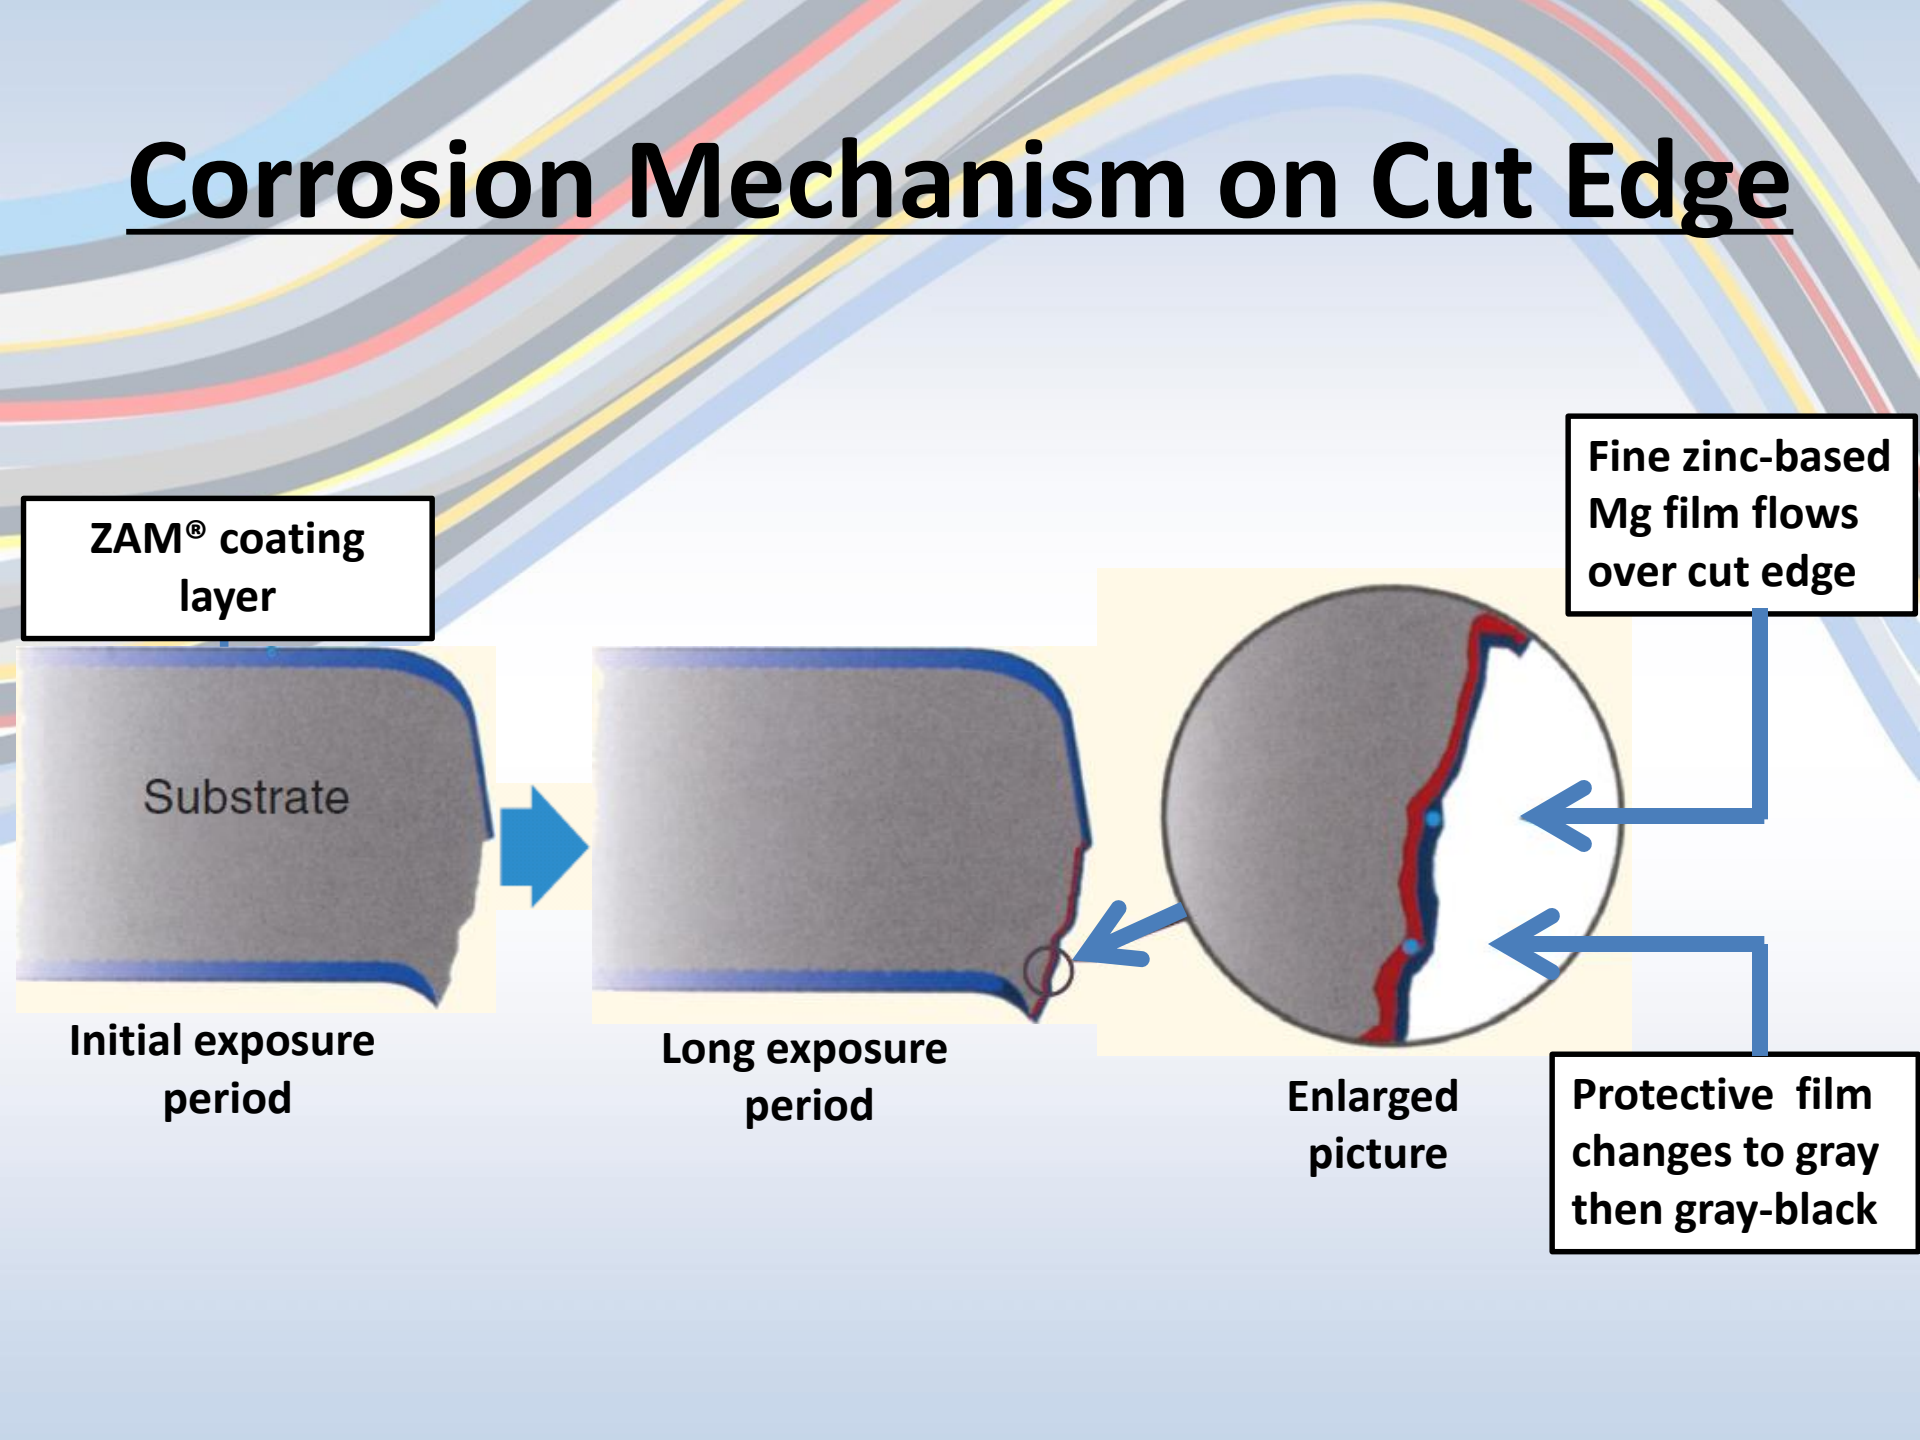 Corrosion Mechanism on Cut Edge
Fine zinc-based
Mg film flows
over cut edge
ZAM® coating
layer
Substrate
Initial exposure
period
Long exposure
period
Enlarged
picture
Protective film
changes to gray
then gray-black